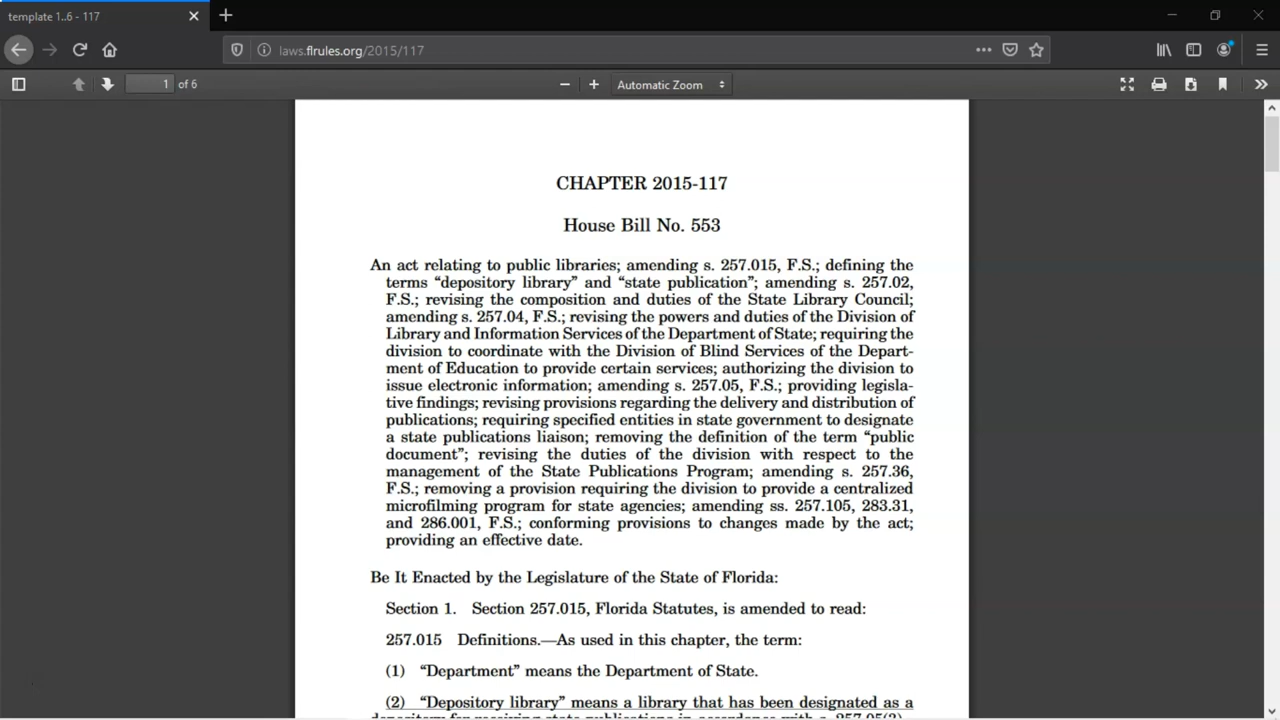 template 1..6 - 117
laws.flrules.org/2015/117
1 of 6
Automatic Zoom
CHAPTER 2015-117
House Bill No. 553
An act relating to public libraries; amending s. 257.015, F.S.; defining the
terms “depository library” and “state publication”; amending s. 257.02,
F.S.; revising the composition and duties of the State Library Council;
amending s. 257.04, F.S.; revising the powers and duties of the Division of
Library and Information Services of the Department of State; requiring the
division to coordinate with the Division of Blind Services of the Depart-
ment of Education to provide certain services; authorizing the division to
issue electronic information; amending s. 257.05, F.S.; providing legisla-
tive findings; revising provisions regarding the delivery and distribution of
publications; requiring specified entities in state government to designate
a state publications liaison; removing the definition of the term “public
document”; revising the duties of the division with respect to the
management of the State Publications Program; amending s. 257.36,
F.S.; removing a provision requiring the division to provide a centralized
microfilming program for state agencies; amending ss. 257.105, 283.31,
and 286.001, F.S.; conforming provisions to changes made by the act;
providing an effective date.
Be It Enacted by the Legislature of the State of Florida:
Section 1. Section 257.015, Florida Statutes, is amended to read:
257.015 Definitions.—As used in this chapter, the term:
(1) “Department” means the Department of State.
(2) “Depository library” means a library that has been designated as a
depository for receiving state publications in accordance with s. 257.05(2).